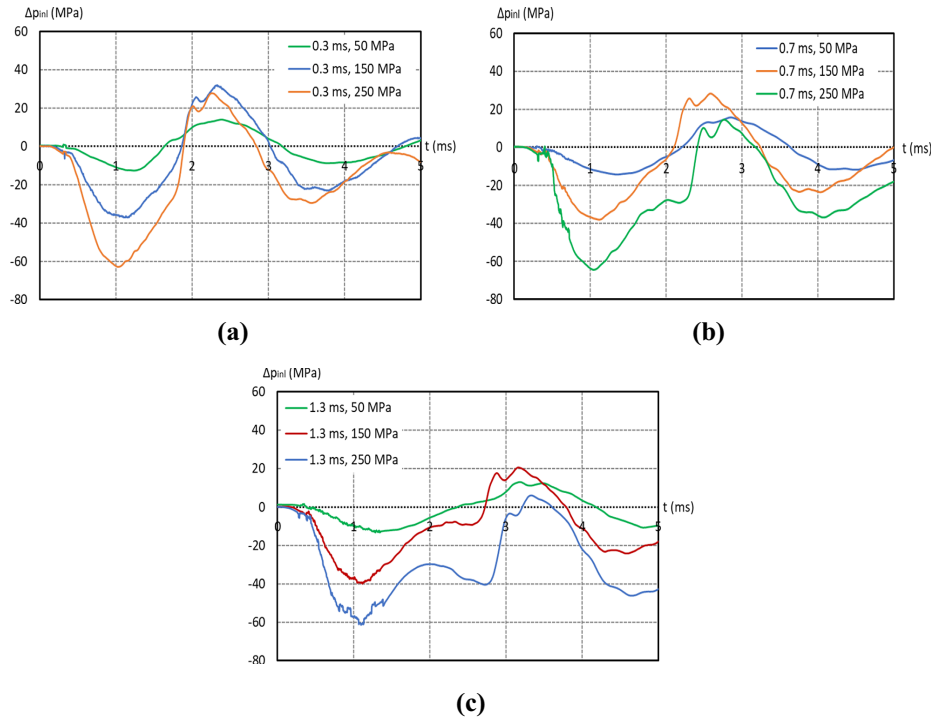 Δpinl (MPa)
60
40
20
0
-20
-40
-60
-80
0
1
2
3
4
5
t (ms)
0.3 ms, 50 MPa
0.3 ms, 150 MPa
0.3 ms, 250 MPa
(a)
Δpinl (MPa)
60
40
20
0
-20
-40
-60
-80
0
1
2
3
4
5
t (ms)
0.7 ms, 50 MPa
0.7 ms, 150 MPa
0.7 ms, 250 MPa
(b)
Δpinl (MPa)
60
40
20
0
-20
-40
-60
-80
0
1
2
3
4
5
t (ms)
1.3 ms, 50 MPa
1.3 ms, 150 MPa
1.3 ms, 250 MPa
(c)